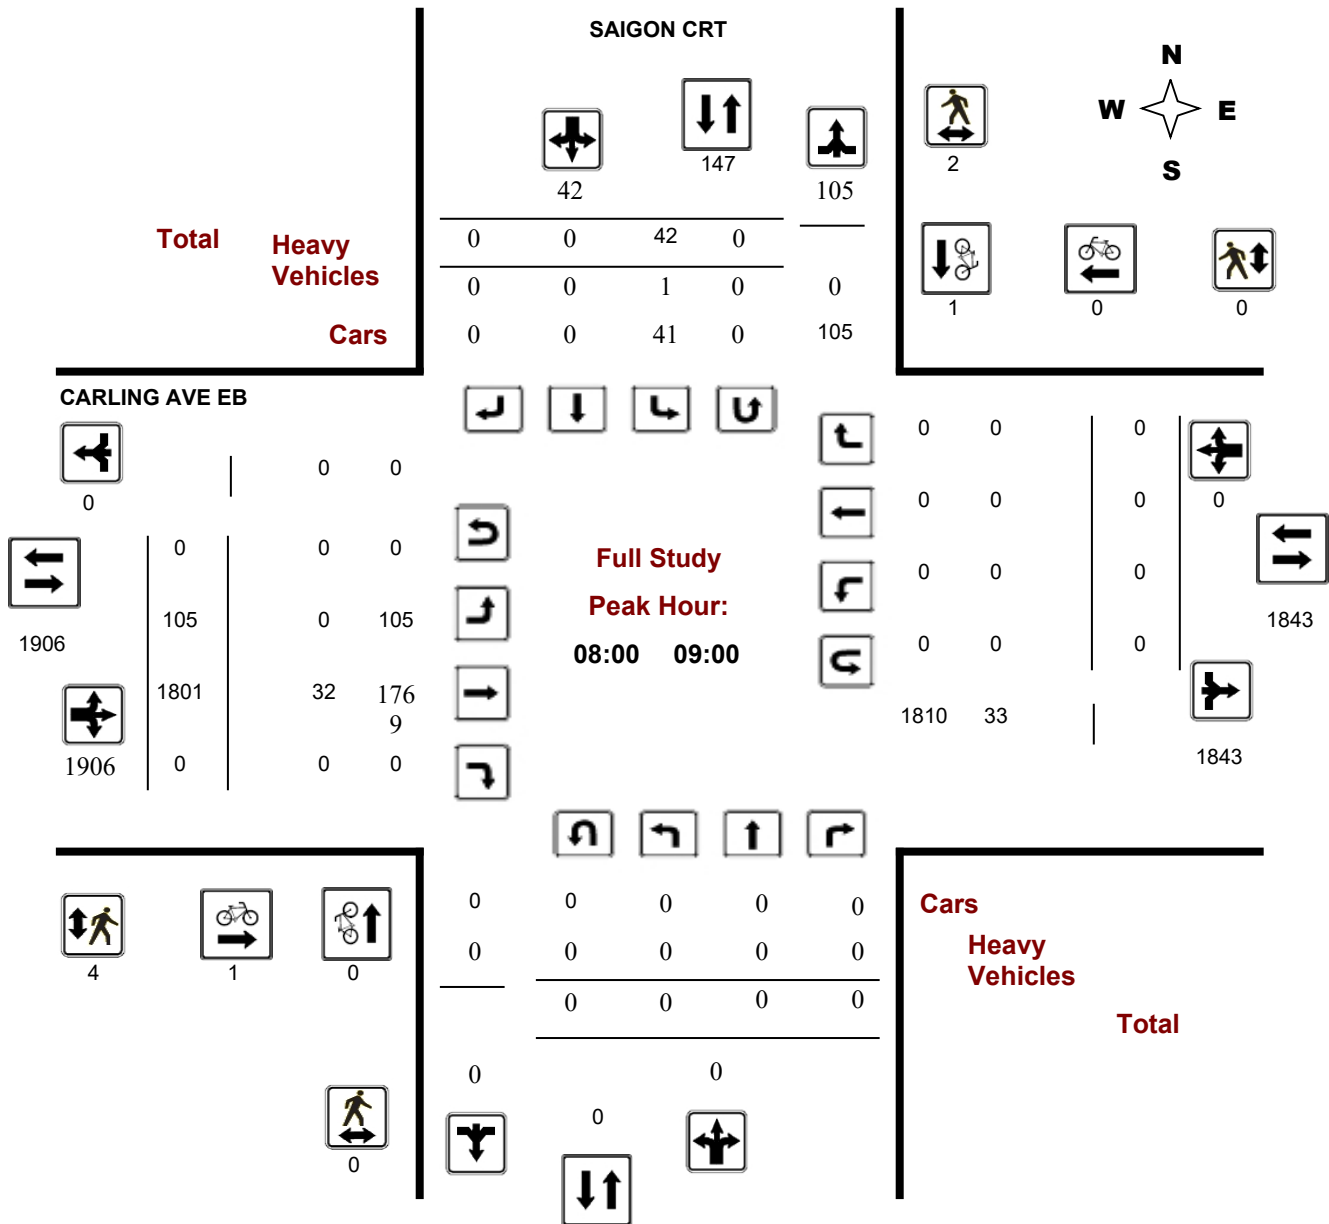 SAIGON CRT
N
W E
S
147
2
42 105
Total Heavy Vehicles
0 0 42 0
0 0 1 0 0
1 0 0
Cars 0 0 41 0 105
CARLING AVE EB
0 0 0
0 0 0 0
0
0 0 0
0 0 0
Full Study
0 0 0
105 0 105
Peak Hour:
1906
1843
08:00 09:00
0 0 0
1801 32 176
9
1810 33
1906 0 0 0
1843
0 0 0 0 0
Cars
0 0 0 0 0
Heavy
Vehicles
4 1 0
0 0 0 0
Total
0 0
0
0